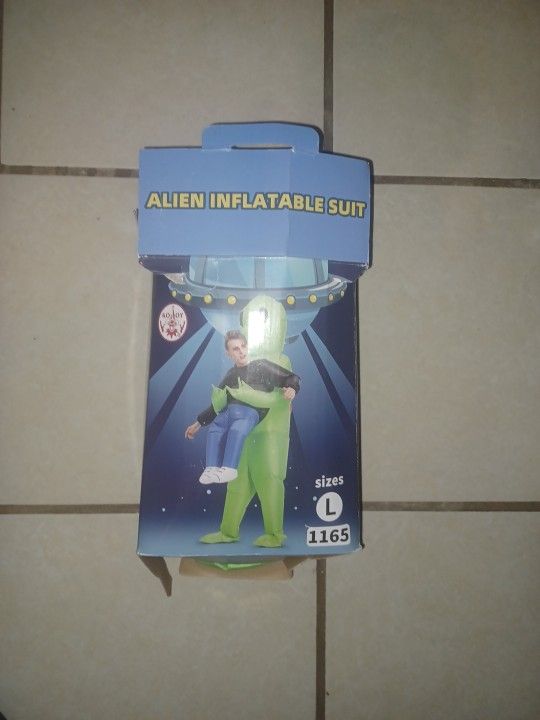 ALIEN INFLATABLE SUIT
sizes
L
1165